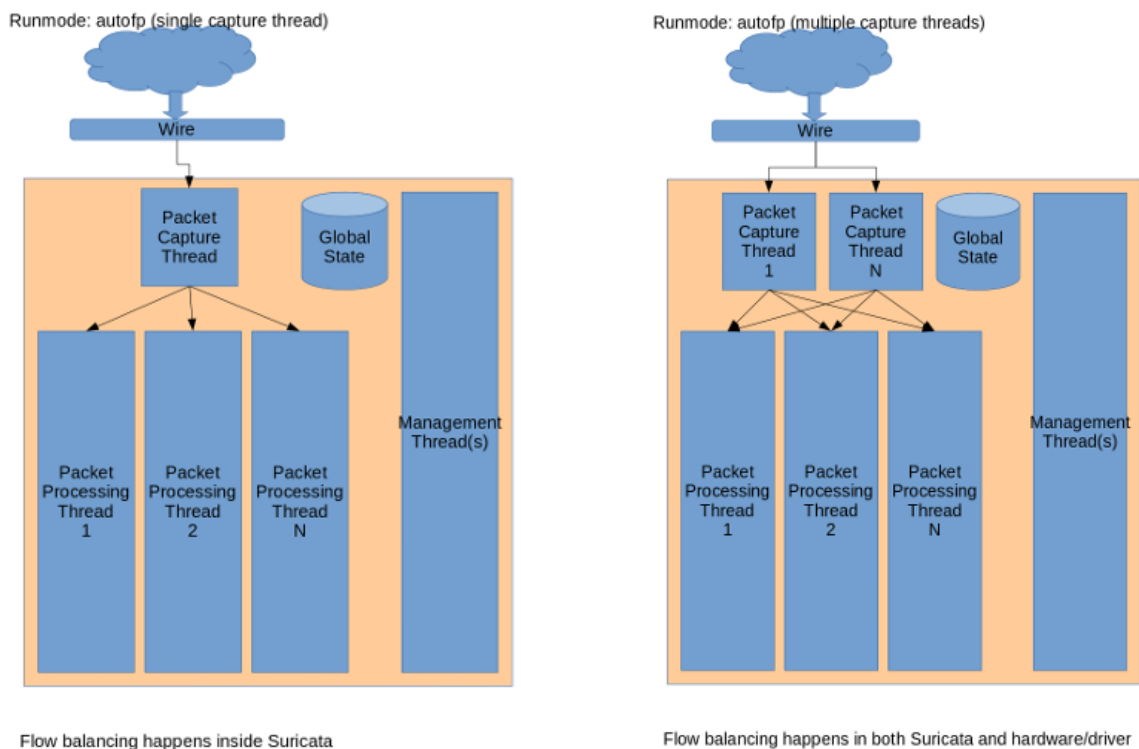 Runmode: autofp (single capture thread)
Wire
Packet
Capture
Thread
Global
State
Management
Thread(s)
Packet
Processing
Thread
1
Packet
Processing
Thread
2
Packet
Processing
Thread
N
Flow balancing happens inside Suricata
Runmode: autofp (multiple capture threads)
Wire
Packet
Capture
Thread
1
Packet
Capture
Thread
N
Global
State
Management
Thread(s)
Packet
Processing
Thread
1
Packet
Processing
Thread
2
Packet
Processing
Thread
N
Flow balancing happens in both Suricata and hardware/driver